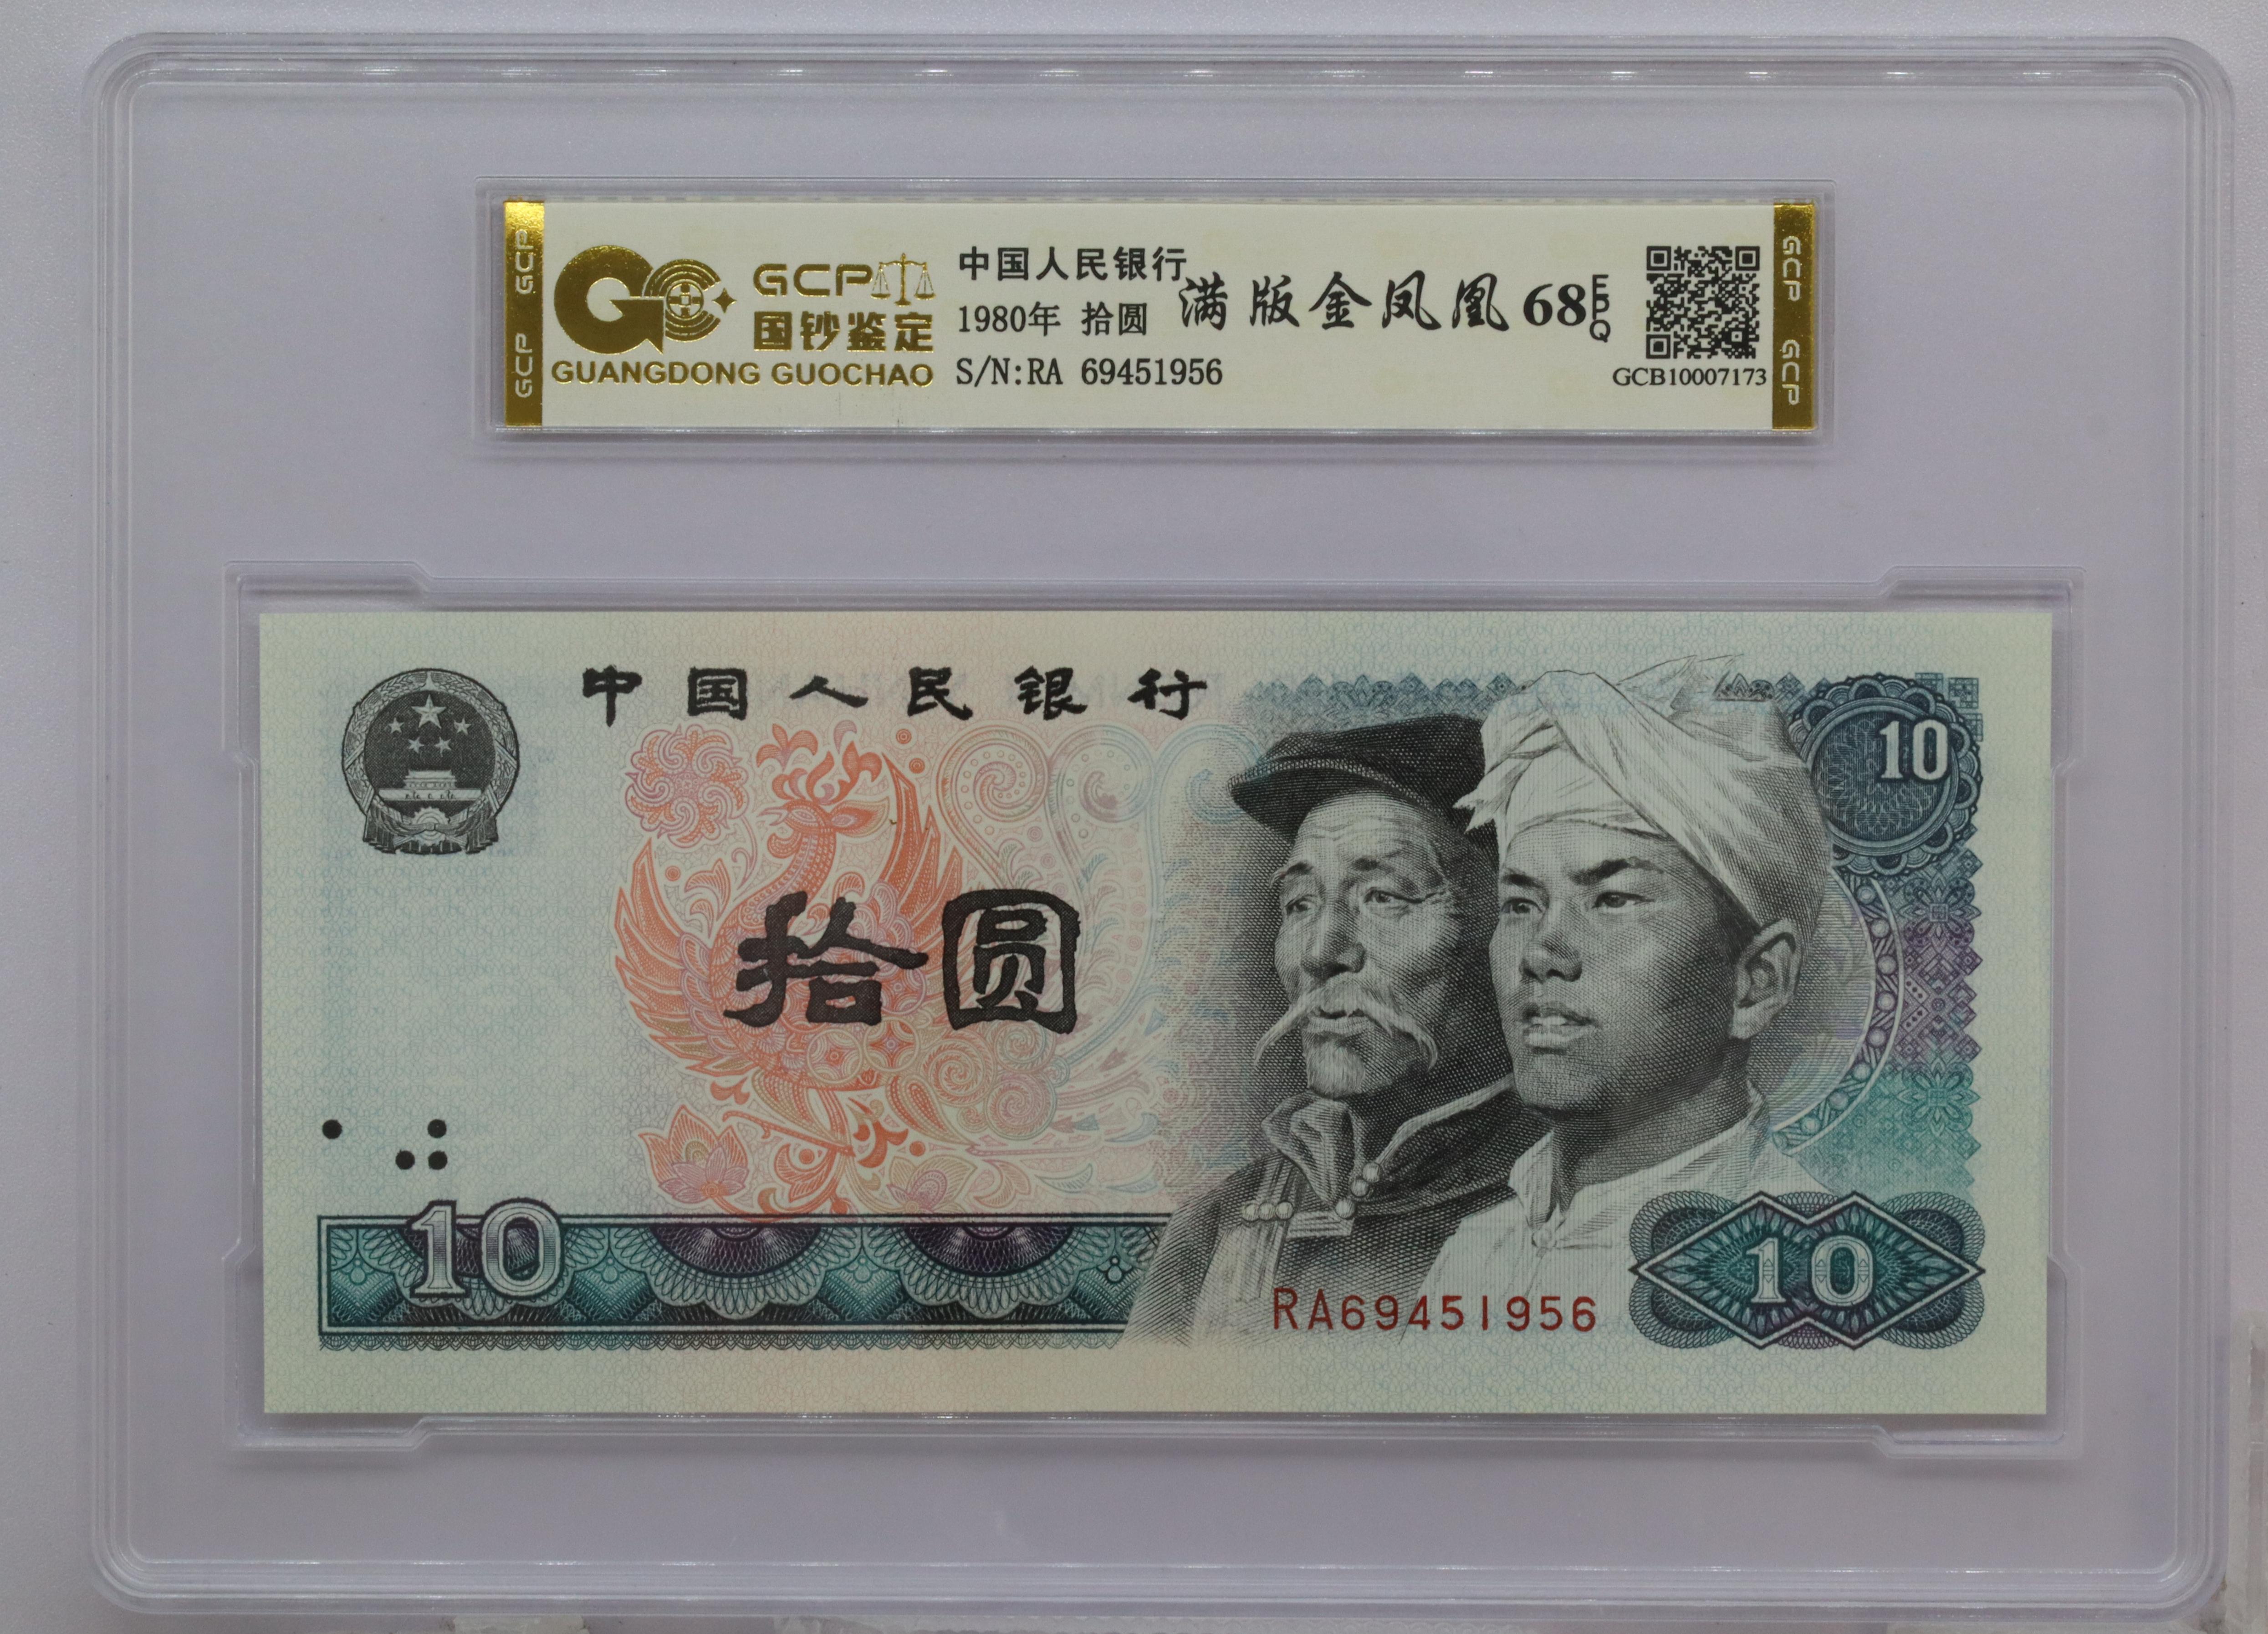 GCP GCP
GCP
国钞鉴定
GUANGDONG GUOCHAO
中国人民银行
1980年 拾圆
S/N:RA 69451956
满版金凤凰 68 EPQ
GCB10007173
GCP GCP
中国人民银行
10
拾圆
10
RA69451956
10